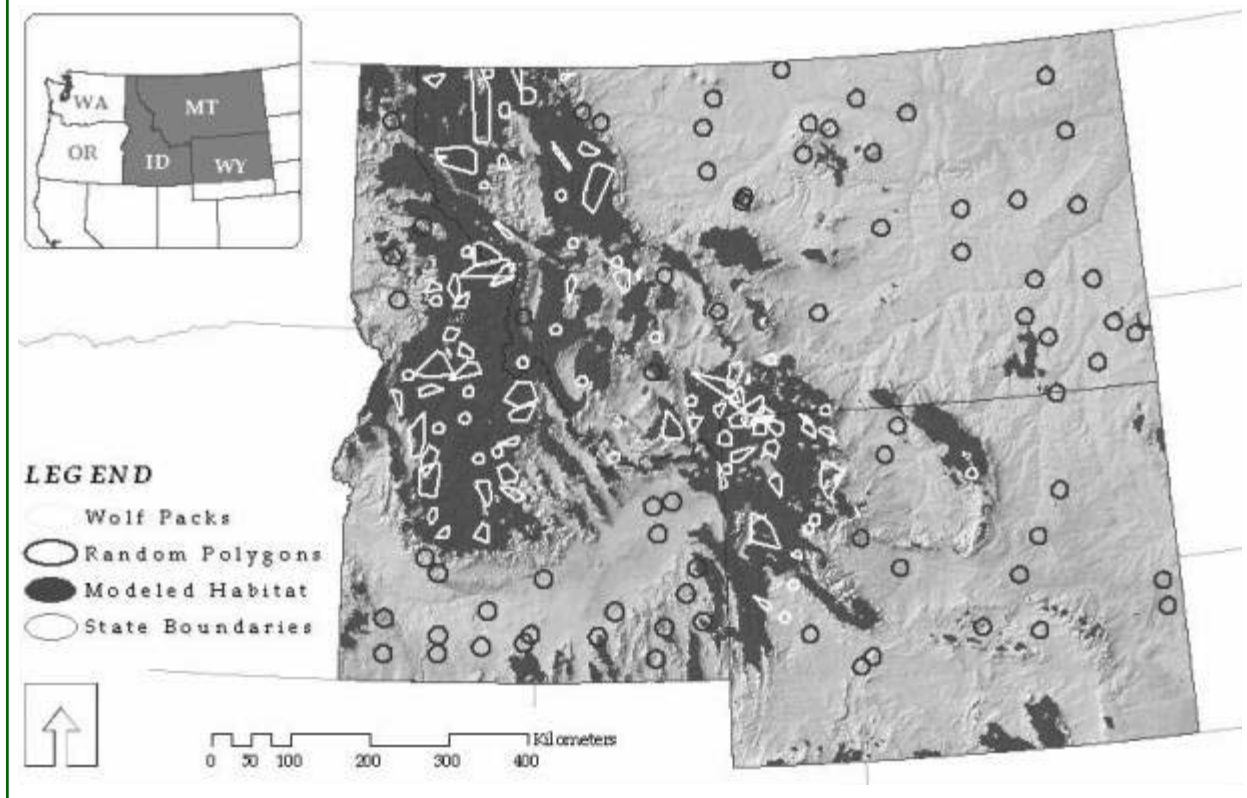 WA
MT
OR
ID
WY
LEGEND
Wolf Packs
Random Polygons
Modeled Habitat
State Boundaries
Kilometers
0 50 100 200 300 400